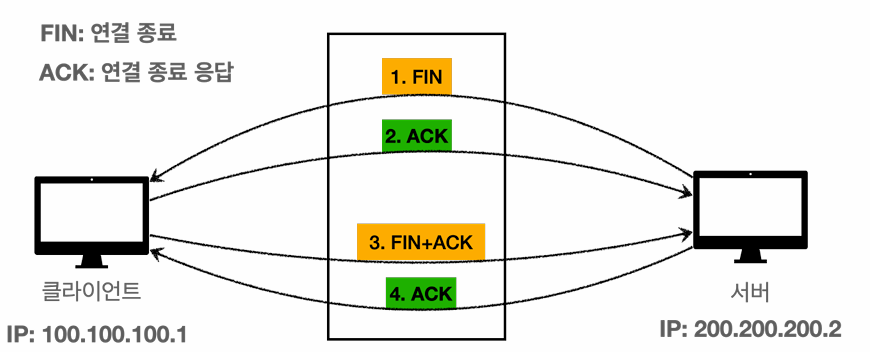 FIN: 연결 종료
ACK: 연결 종료 응답
1. FIN
2. ACK
3. FIN+ACK
4. ACK
클라이언트
IP: 100.100.100.1
서버
IP: 200.200.200.2